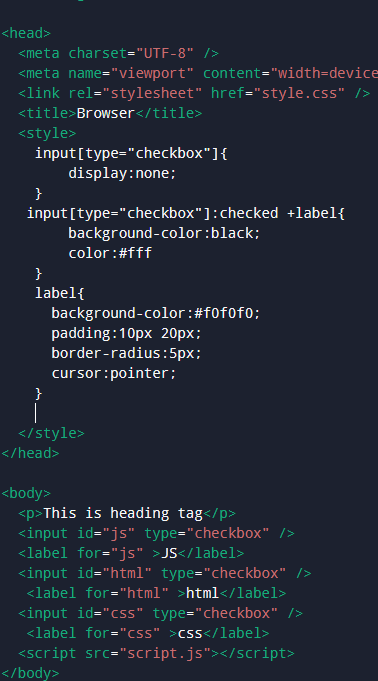 <head>
<meta charset="UTF-8" />
<meta name="viewport" content="width=device
<link rel="stylesheet" href="style.css" />
<title>Browser</title>
<style>
input[type="checkbox"]{
display:none;
}
input[type="checkbox"]:checked +label{
background-color:black;
color:#fff
}
label{
background-color:#f0f0f0;
padding:10px 20px;
border-radius:5px;
cursor:pointer;
}
</style>
</head>
<body>
<p>This is heading tag</p>
<input id="js" type="checkbox" />
<label for="js" >JS</label>
<input id="html" type="checkbox" />
<label for="html" >html</label>
<input id="css" type="checkbox" />
<label for="css" >css</label>
<script src="script.js"></script>
</body>